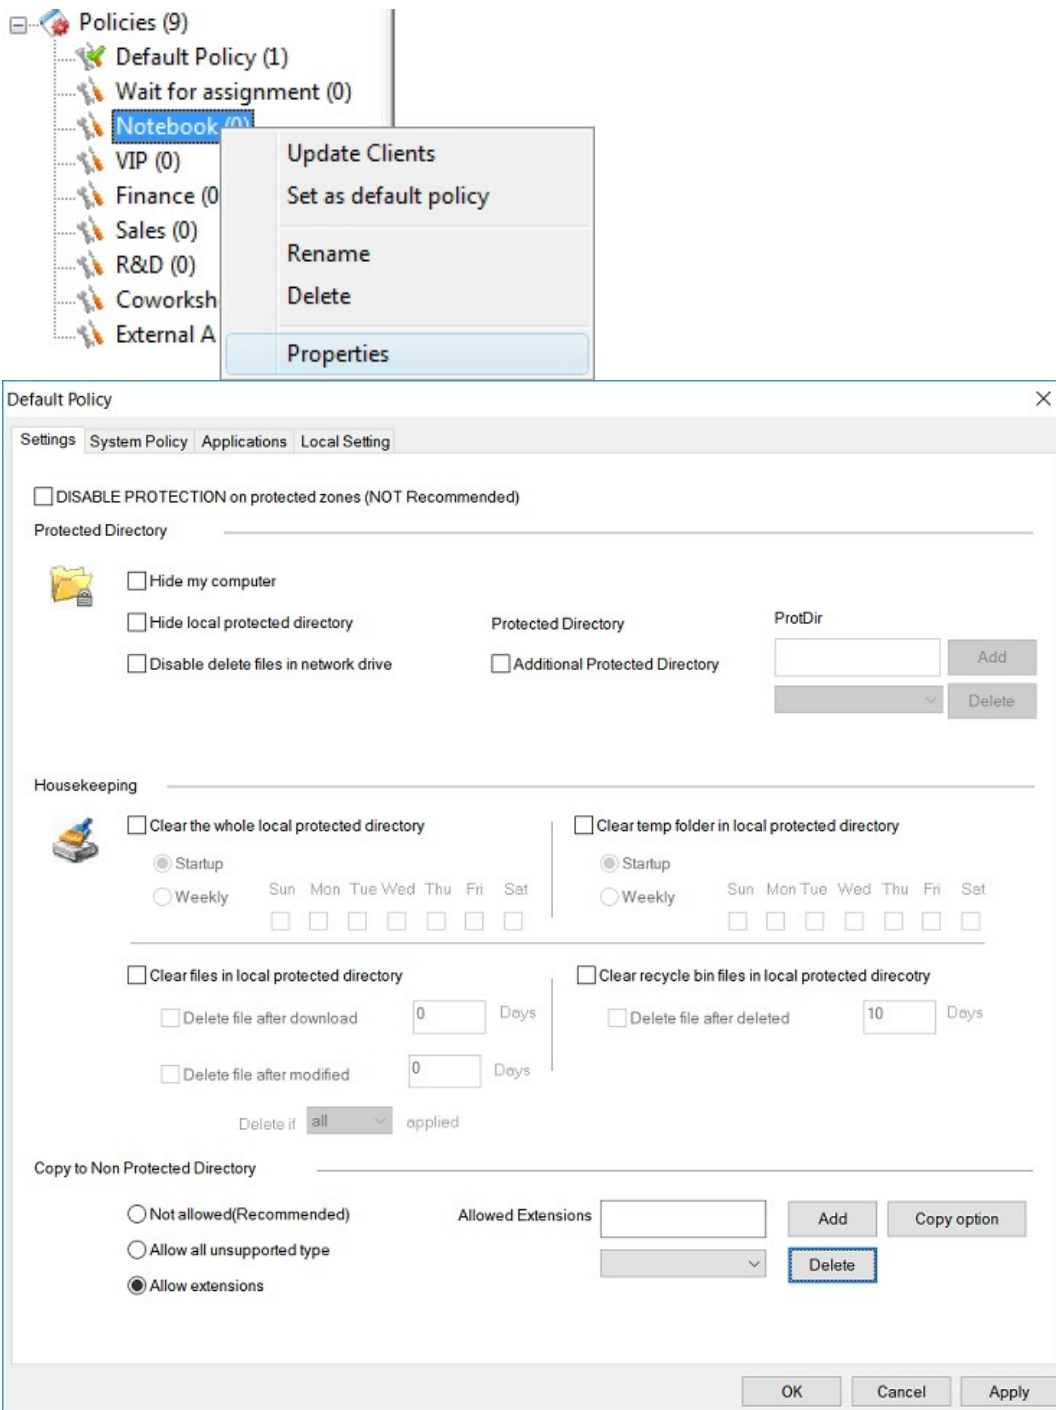 Policies (9)
Default Policy (1)
Wait for assignment (0)
Notebook (0)
VIP (0)
Finance (0
Sales (0)
R&D (0)
Coworksh
External A
Update Clients
Set as default policy
Rename
Delete
Properties
Default Policy
Settings System Policy Applications Local Setting
DISABLE PROTECTION on protected zones (NOT Recommended)
Protected Directory
Hide my computer
Hide local protected directory Protected Directory ProtDir
Disable delete files in network drive Additional Protected Directory Add
Delete
Housekeeping
Clear the whole local protected directory Clear temp folder in local protected directory
Startup Startup
Weekly Sun Mon Tue Wed Thu Fri Sat Weekly Sun Mon Tue Wed Thu Fri Sat
Clear files in local protected directory Clear recycle bin files in local protected direcotry
Delete file after download 0 Days Delete file after deleted 10 Days
Delete file after modified 0 Days
Delete if all applied
Copy to Non Protected Directory
Not allowed(Recommended) Allowed Extensions Add Copy option
Allow all unsupported type Delete
Allow extensions
OK Cancel Apply